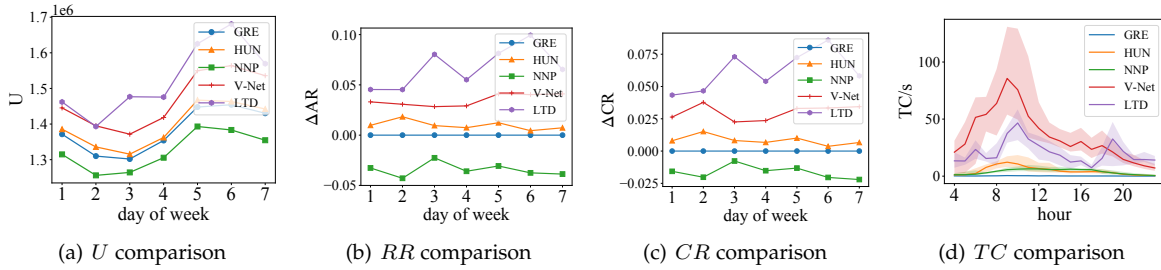 1e6
1.7
1.6
1.5
1.4
1.3
U
1 2 3 4 5 6 7
day of week
GRE
HUN
NNP
V-Net
LTD
(a) U comparison
0.10
0.05
0.00
−0.05
ΔAR
1 2 3 4 5 6 7
day of week
GRE
HUN
NNP
V-Net
LTD
(b) RR comparison
0.075
0.050
0.025
0.000
−0.025
ΔCR
1 2 3 4 5 6 7
day of week
GRE
HUN
NNP
V-Net
LTD
(c) CR comparison
100
50
0
TC/s
4 8 12 16 20
hour
GRE
HUN
NNP
V-Net
LTD
(d) TC comparison